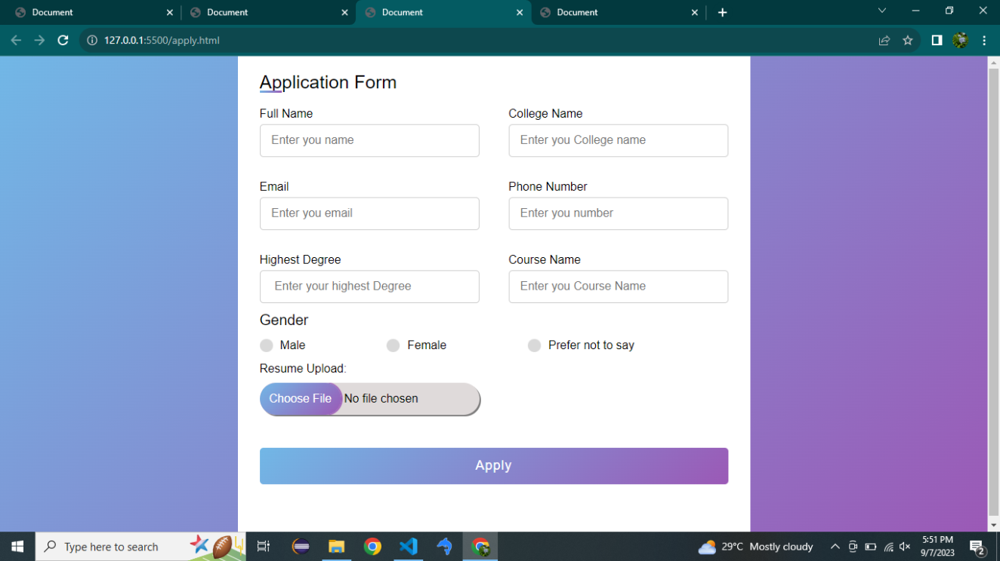 Document
Document
Document
Document
127.0.0.1:5500/apply.html
Application Form
Full Name
College Name
Enter you name
Enter you College name
Email
Phone Number
Enter you email
Enter you number
Highest Degree
Course Name
Enter your highest Degree
Enter you Course Name
Gender
Male
Female
Prefer not to say
Resume Upload:
Choose File No file chosen
Apply
Type here to search
29°C Mostly cloudy
5:51 PM
9/7/2023
2